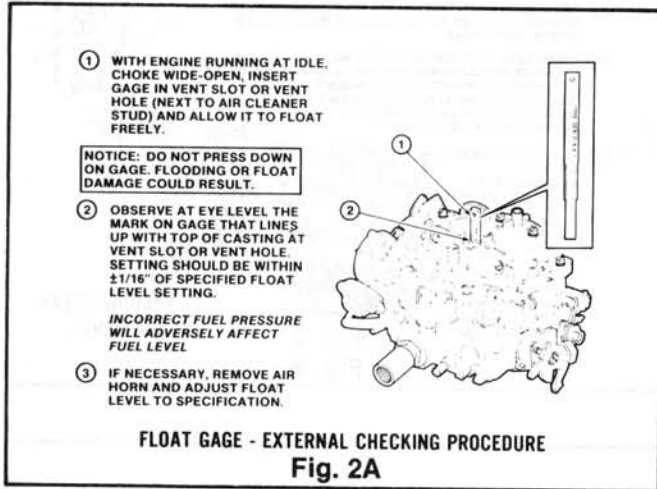 ① WITH ENGINE RUNNING AT IDLE,
CHOKE WIDE-OPEN, INSERT
GAGE IN VENT SLOT OR VENT
HOLE (NEXT TO AIR CLEANER
STUD) AND ALLOW IT TO FLOAT
FREELY.
NOTICE: DO NOT PRESS DOWN
ON GAGE. FLOODING OR FLOAT
DAMAGE COULD RESULT.
② OBSERVE AT EYE LEVEL THE
MARK ON GAGE THAT LINES
UP WITH TOP OF CASTING AT
VENT SLOT OR VENT HOLE.
SETTING SHOULD BE WITHIN
±1/16" OF SPECIFIED FLOAT
LEVEL SETTING.
INCORRECT FUEL PRESSURE
WILL ADVERSELY AFFECT
FUEL LEVEL
③ IF NECESSARY, REMOVE AIR
HORN AND ADJUST FLOAT
LEVEL TO SPECIFICATION.
①
②
FLOAT GAGE - EXTERNAL CHECKING PROCEDURE
Fig. 2A